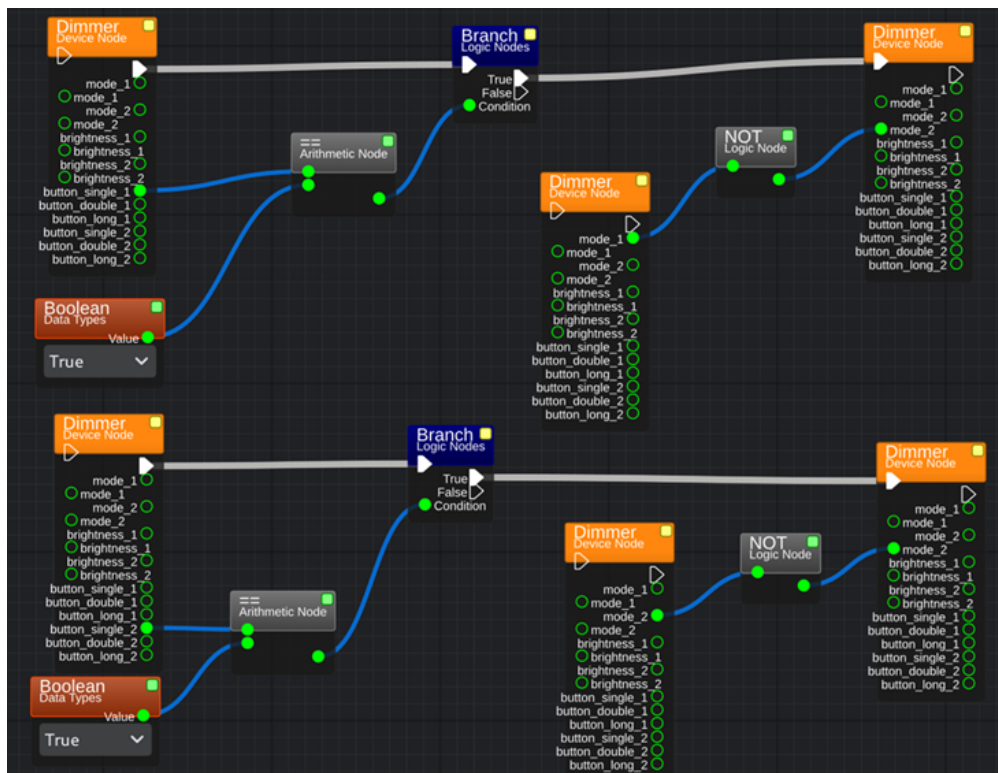 Dimmer
Device Node
mode_1
mode_1
mode_2
mode_2
brightness_1
brightness_1
brightness_2
brightness_2
button_single_1
button_double_1
button_long_1
button_single_2
button_double_2
button_long_2
Boolean
Data Types
Value
True
==
Arithmetic Node
Branch
Logic Nodes
True
False
Condition
Dimmer
Device Node
mode_1
mode_1
mode_2
mode_2
brightness_1
brightness_1
brightness_2
brightness_2
button_single_1
button_double_1
button_long_1
button_single_2
button_double_2
button_long_2
NOT
Logic Node
Dimmer
Device Node
mode_1
mode_1
mode_2
mode_2
brightness_1
brightness_1
brightness_2
brightness_2
button_single_1
button_double_1
button_long_1
button_single_2
button_double_2
button_long_2
Dimmer
Device Node
mode_1
mode_1
mode_2
mode_2
brightness_1
brightness_1
brightness_2
brightness_2
button_single_1
button_double_1
button_long_1
button_single_2
button_double_2
button_long_2
Boolean
Data Types
Value
True
==
Arithmetic Node
Branch
Logic Nodes
True
False
Condition
Dimmer
Device Node
mode_1
mode_1
mode_2
mode_2
brightness_1
brightness_1
brightness_2
brightness_2
button_single_1
button_double_1
button_long_1
button_single_2
button_double_2
button_long_2
NOT
Logic Node
Dimmer
Device Node
mode_1
mode_1
mode_2
mode_2
brightness_1
brightness_1
brightness_2
brightness_2
button_single_1
button_double_1
button_long_1
button_single_2
button_double_2
button_long_2